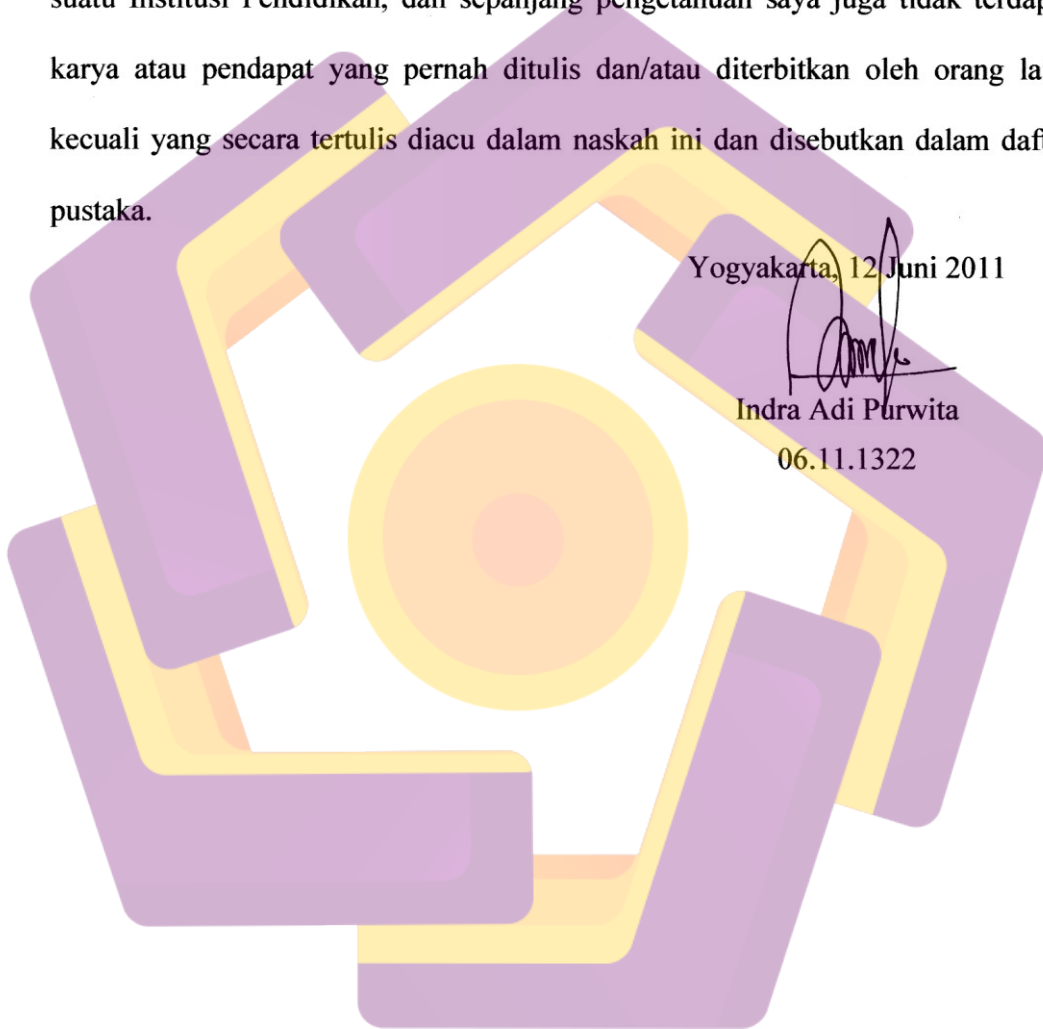 suatu Institusi Pendidikan, dan sepanjang pengetahuan saya juga tidak terdap
karya atau pendapat yang pernah ditulis dan/atau diterbitkan oleh orang la
kecuali yang secara tertulis diacu dalam naskah ini dan disebutkan dalam daft
pustaka.
Yogyakarta, 12 Juni 2011
Indra Adi Purwita
06.11.1322